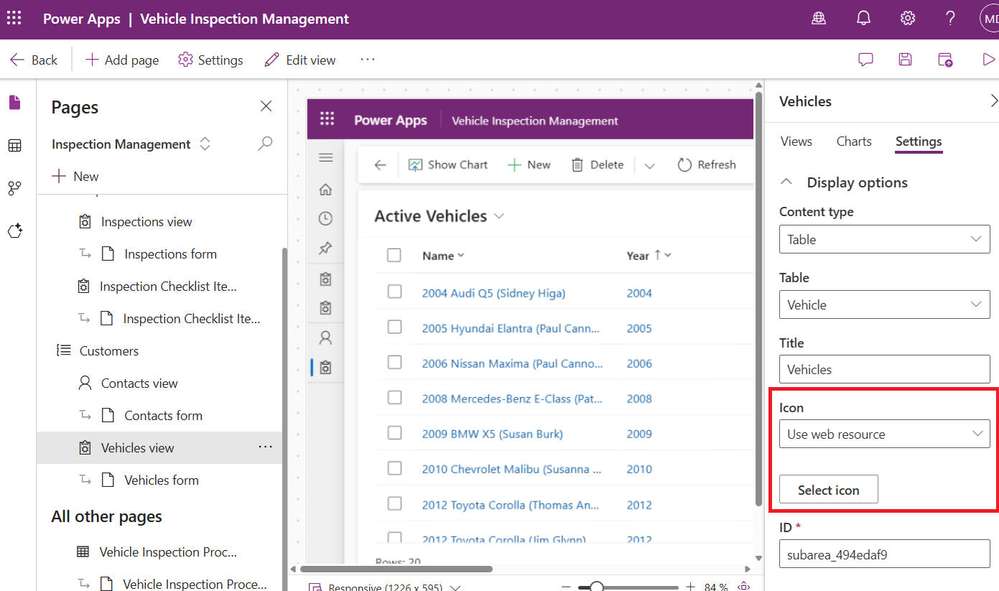 Power Apps | Vehicle Inspection Management
MD
Back
Add page
Settings
Edit view
...
Pages
Inspection Management
New
Inspections view
Inspections form
Inspection Checklist Ite...
Inspection Checklist Ite...
Customers
Contacts view
Contacts form
Vehicles view
...
Vehicles form
All other pages
Vehicle Inspection Proc...
Vehicle Inspection Proce...
Power Apps
Vehicle Inspection Management
Show Chart
New
Delete
Refresh
Active Vehicles
Name
Year
2004 Audi Q5 (Sidney Higa) 2004
2005 Hyundai Elantra (Paul Cann... 2005
2006 Nissan Maxima (Paul Canno... 2006
2008 Mercedes-Benz E-Class (Pat... 2008
2009 BMW X5 (Susan Burk) 2009
2010 Chevrolet Malibu (Susanna ... 2010
2012 Toyota Corolla (Thomas An... 2012
2012 Toyota Corolla (Jim Glynn) 2012
Rows: 20
Responsive (1226 x 595)
84 %
Vehicles
Views
Charts
Settings
Display options
Content type
Table
Table
Vehicle
Title
Vehicles
Icon
Use web resource
Select icon
ID *
subarea_494edaf9